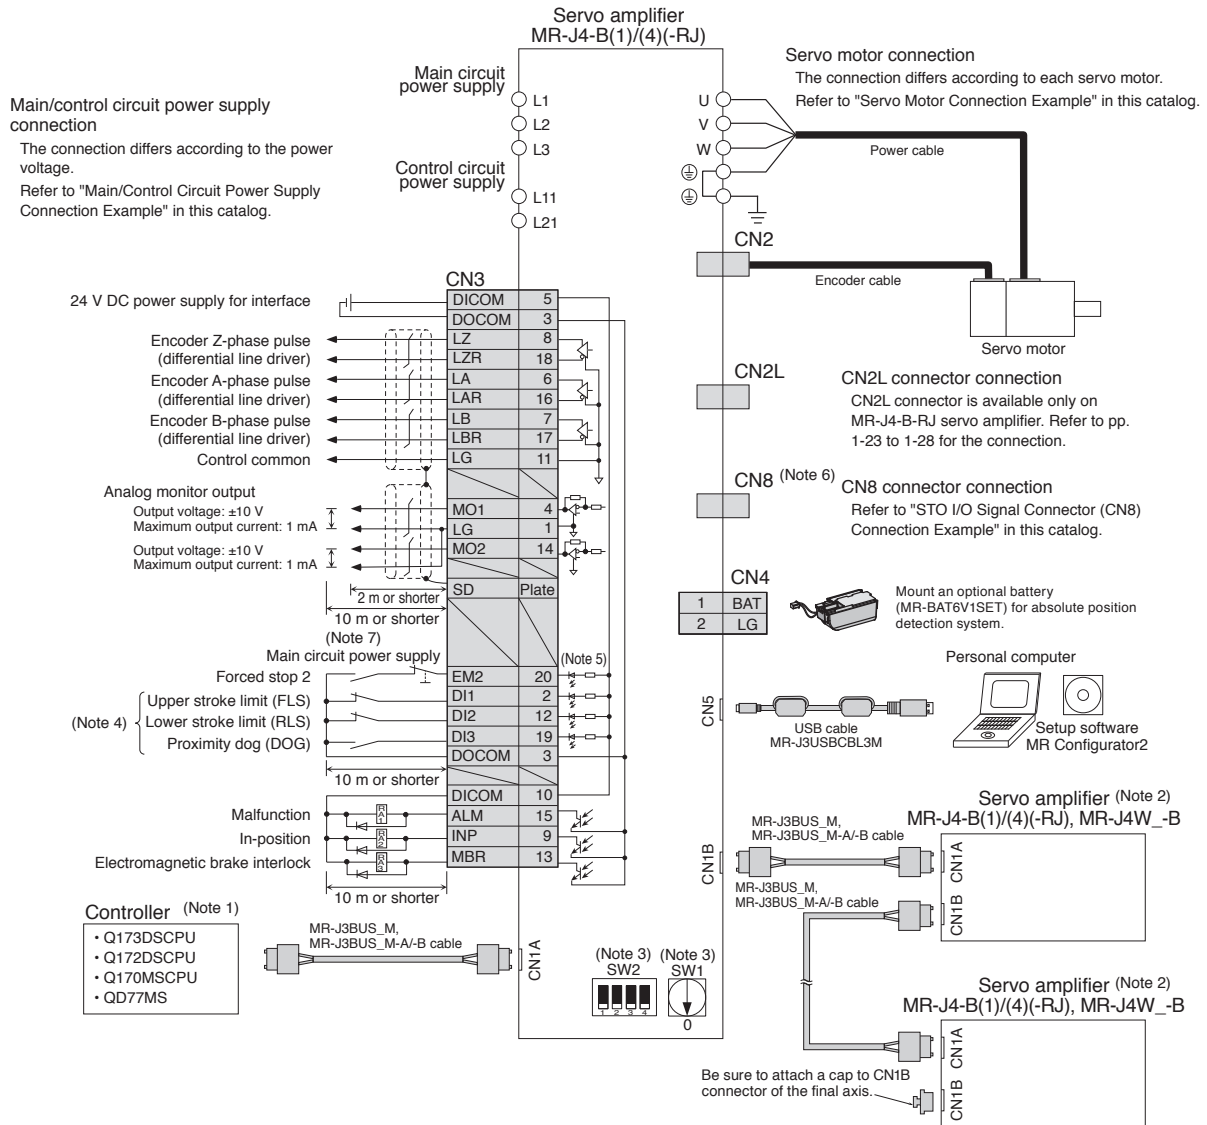 Servo amplifier
MR-J4-B(1)/(4)(-RJ)
Main circuit
power supply
L1
L2
L3
Control circuit
power supply
L11
L21
Main/control circuit power supply
connection
The connection differs according to the power
voltage.
Refer to "Main/Control Circuit Power Supply
Connection Example" in this catalog.
U
V
W
Servo motor connection
The connection differs according to each servo motor.
Refer to "Servo Motor Connection Example" in this catalog.
Power cable
CN2
Encoder cable
Servo motor
CN3
24 V DC power supply for interface
DICOM 5
DOCOM 3
Encoder Z-phase pulse
(differential line driver)
LZ 8
LZR 18
Encoder A-phase pulse
(differential line driver)
LA 6
LAR 16
Encoder B-phase pulse
(differential line driver)
LB 7
LBR 17
Control common
LG 11
Analog monitor output
Output voltage: ±10 V
Maximum output current: 1 mA
MO1 4
LG 1
Output voltage: ±10 V
Maximum output current: 1 mA
MO2 14
SD Plate
2 m or shorter
10 m or shorter
(Note 7)
Main circuit power supply
(Note 5)
Forced stop 2
EM2 20
(Note 4)
Upper stroke limit (FLS)
DI1 2
Lower stroke limit (RLS)
DI2 12
Proximity dog (DOG)
DI3 19
DOCOM 3
10 m or shorter
DICOM 10
Malfunction
RA1
ALM 15
In-position
RA2
INP 9
Electromagnetic brake interlock
RA3
MBR 13
10 m or shorter
CN2L
CN2L connector connection
CN2L connector is available only on
MR-J4-B-RJ servo amplifier. Refer to pp.
1-23 to 1-28 for the connection.
CN8 (Note 6)
CN8 connector connection
Refer to "STO I/O Signal Connector (CN8)
Connection Example" in this catalog.
CN4
1 BAT
2 LG
Mount an optional battery
(MR-BAT6V1SET) for absolute position
detection system.
CN5
USB cable
MR-J3USBCBL3M
Personal computer
Setup software
MR Configurator2
Controller (Note 1)
• Q173DSCPU
• Q172DSCPU
• Q170MSCPU
• QD77MS
MR-J3BUS_M,
MR-J3BUS_M-A/-B cable
CN1A
(Note 3)
SW2
1 2 3 4
(Note 3)
SW1
0
CN1B
MR-J3BUS_M,
MR-J3BUS_M-A/-B cable
Servo amplifier (Note 2)
MR-J4-B(1)/(4)(-RJ), MR-J4W_-B
CN1A
CN1B
MR-J3BUS_M,
MR-J3BUS_M-A/-B cable
Servo amplifier (Note 2)
MR-J4-B(1)/(4)(-RJ), MR-J4W_-B
CN1A
CN1B
Be sure to attach a cap to CN1B
connector of the final axis.